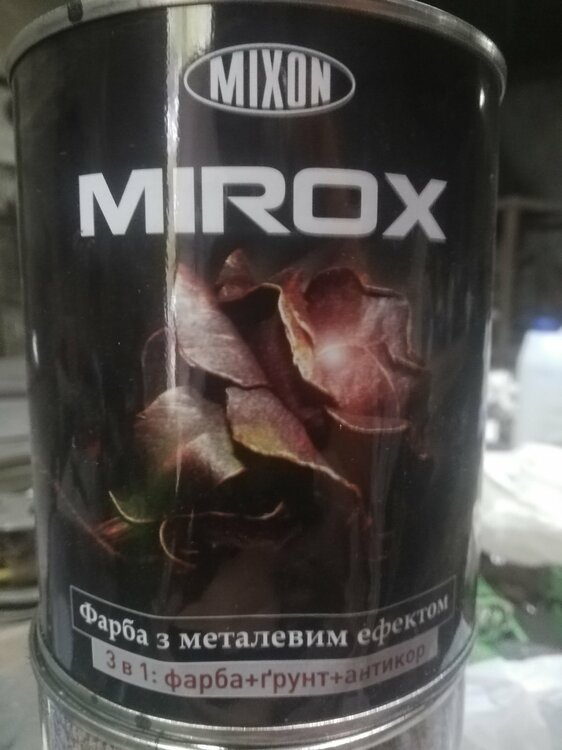 MIXON
MIROX
Фарба з металевим ефектом
3 в 1: фарба+ґрунт+антикор